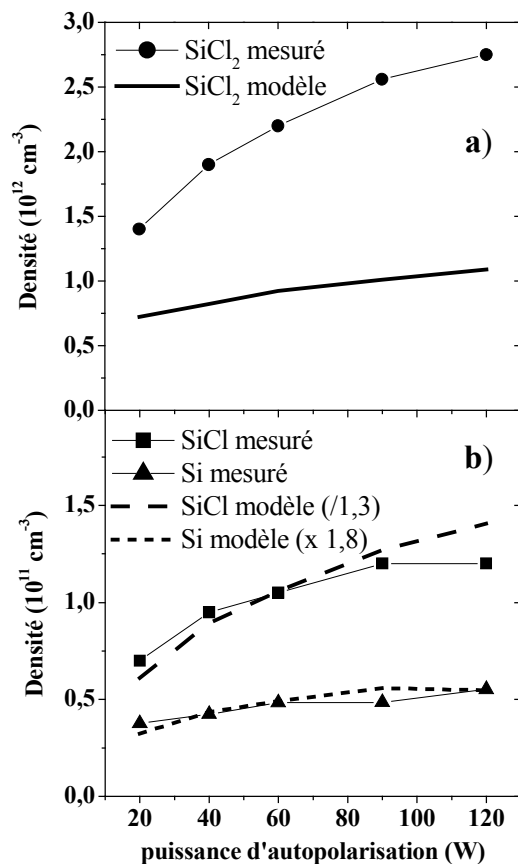 3,0
2,5
2,0
1,5
1,0
0,5
0,0
Densité (10¹² cm⁻³)
SiCl₂ mesuré
SiCl₂ modèle
a)
1,5
1,0
0,5
0,0
Densité (10¹¹ cm⁻³)
SiCl mesuré
Si mesuré
SiCl modèle (/1,3)
Si modèle (x 1,8)
b)
20 40 60 80 100 120
puissance d'autopolarisation (W)